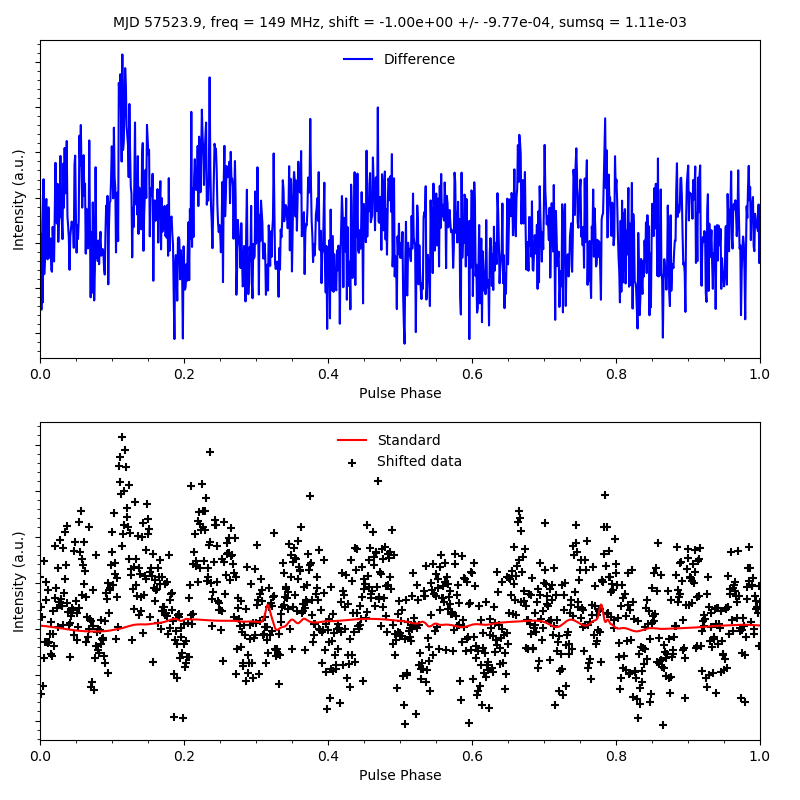 MJD 57523.9, freq = 149 MHz, shift = -1.00e+00 +/- -9.77e-04, sumsq = 1.11e-03
Difference
Intensity (a.u.)
0.0 0.2 0.4 0.6 0.8 1.0
Pulse Phase
Standard
Shifted data
Intensity (a.u.)
0.0 0.2 0.4 0.6 0.8 1.0
Pulse Phase